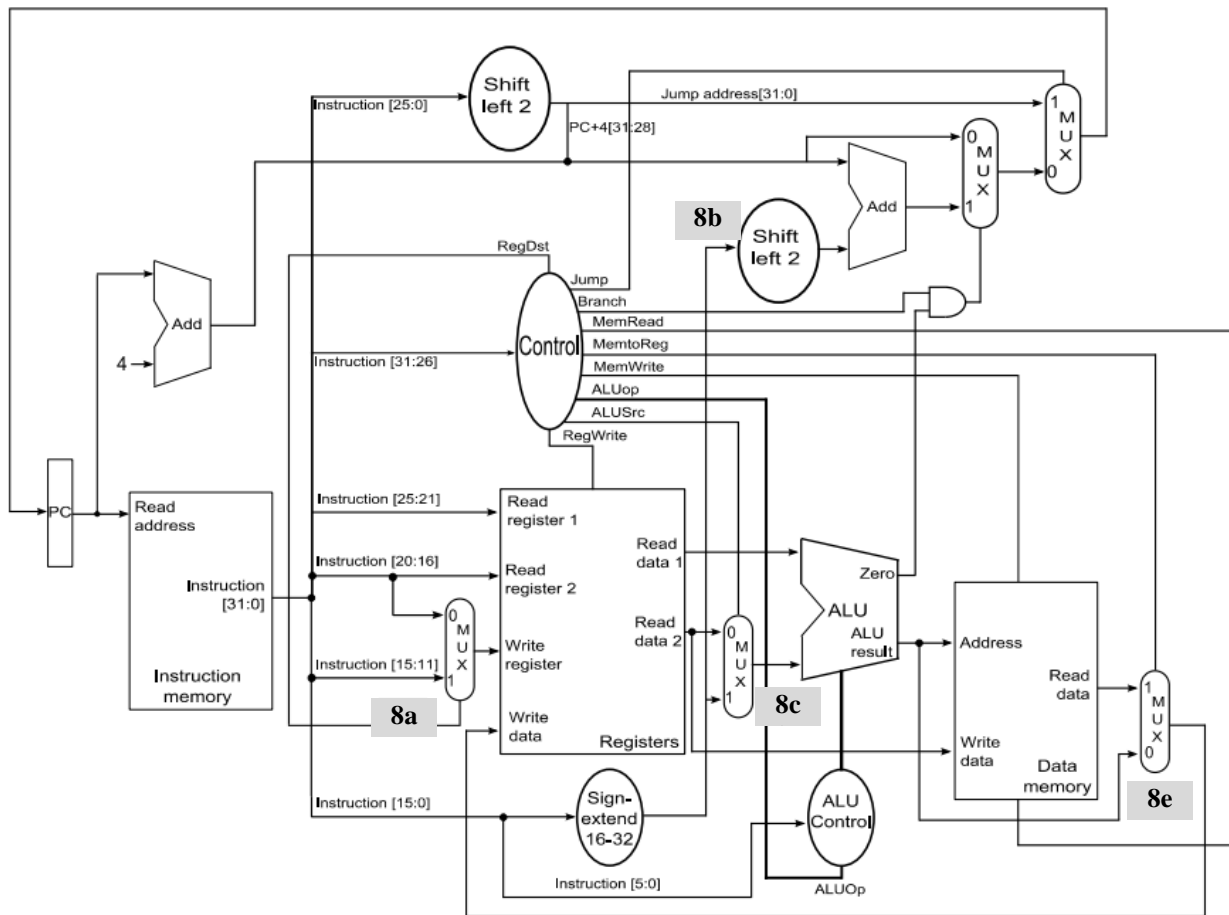 Shift
left 2
Instruction [25:0]
Jump address[31:0]
PC+4[31:28]
1
M
U
X
0
0
M
U
X
1
Add
8b
Shift
left 2
RegDst
Jump
Branch
MemRead
MemtoReg
MemWrite
ALUop
ALUSrc
RegWrite
Control
Instruction [31:26]
Add
4
PC
Read
address
Instruction
[31:0]
Instruction
memory
Instruction [25:21]
Instruction [20:16]
Instruction [15:11]
0
M
U
X
1
8a
Read
register 1
Read
register 2
Write
register
Write
data
Read
data 1
Read
data 2
Registers
0
M
U
X
1
8c
Zero
ALU
ALU
result
Address
Read
data
Write
data
Data
memory
1
M
U
X
0
8e
Instruction [15:0]
Sign-
extend
16-32
ALU
Control
Instruction [5:0]
ALUOp